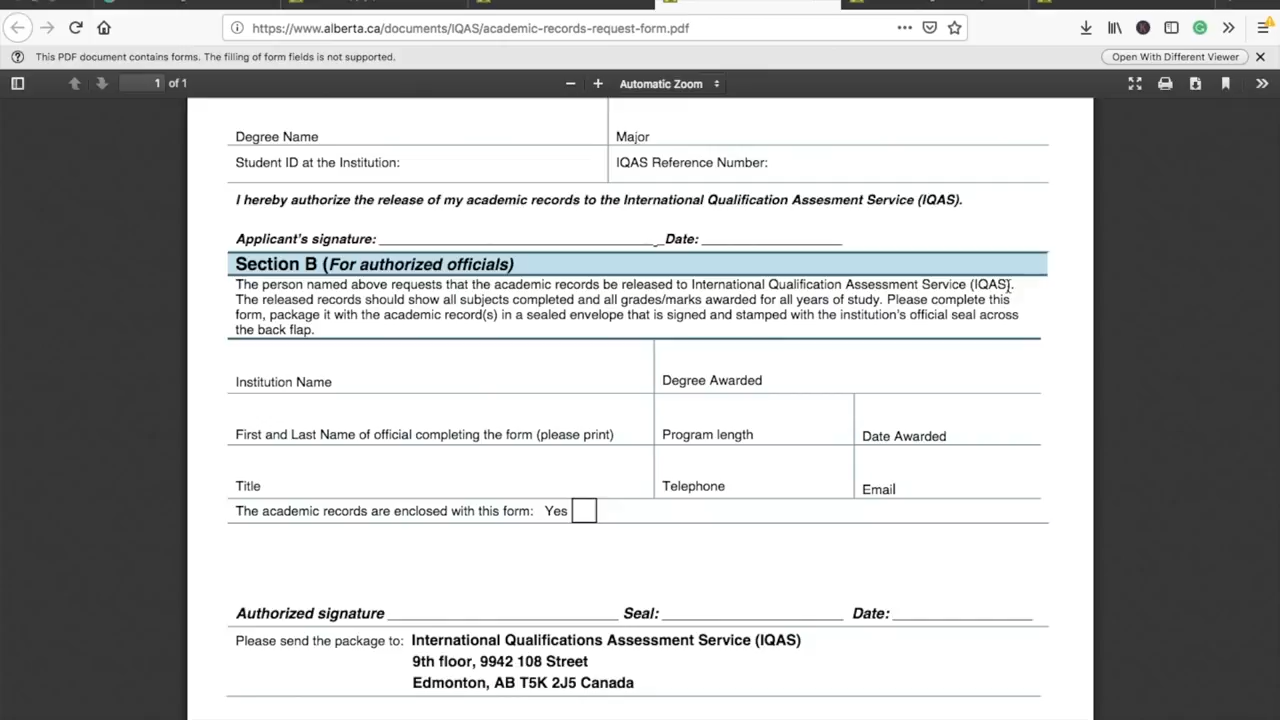 https://www.alberta.ca/documents/IQAS/academic-records-request-form.pdf
This PDF document contains forms. The filling of form fields is not supported.
Open With Different Viewer
1 of 1
Automatic Zoom
Degree Name
Major
Student ID at the Institution:
IQAS Reference Number:
I hereby authorize the release of my academic records to the International Qualification Assesment Service (IQAS).
Applicant's signature: ____ Date: ____
Section B (For authorized officials)
The person named above requests that the academic records be released to International Qualification Assessment Service (IQAS).
The released records should show all subjects completed and all grades/marks awarded for all years of study. Please complete this
form, package it with the academic record(s) in a sealed envelope that is signed and stamped with the institution's official seal across
the back flap.
Institution Name
Degree Awarded
First and Last Name of official completing the form (please print)
Program length
Date Awarded
Title
Telephone
Email
The academic records are enclosed with this form: Yes
Authorized signature ____ Seal: ____ Date: ____
Please send the package to: International Qualifications Assessment Service (IQAS)
9th floor, 9942 108 Street
Edmonton, AB T5K 2J5 Canada